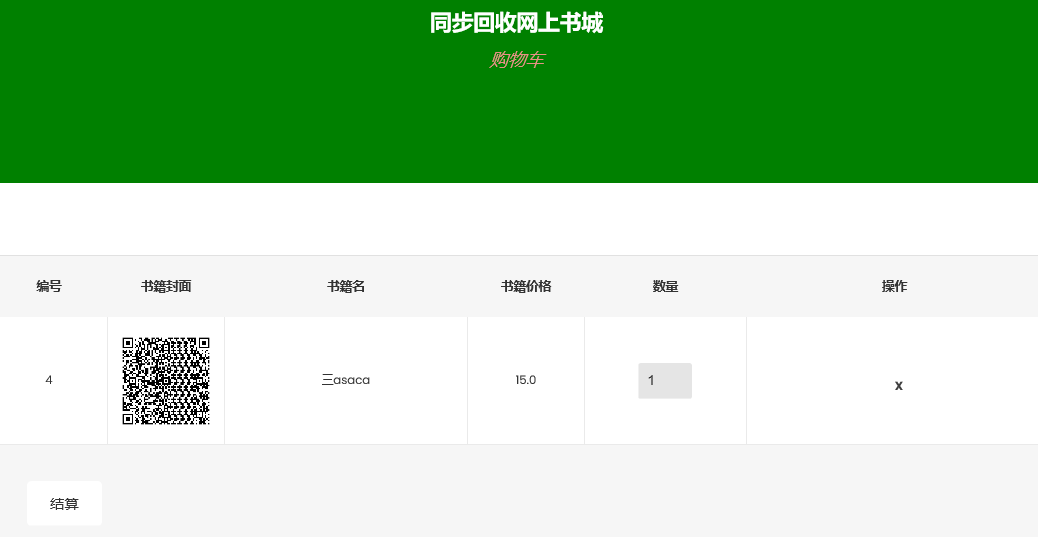 同步回收网上书城
购物车
编号 书籍封面 书籍名 书籍价格 数量 操作
4 三asaca 15.0 1 x
结算